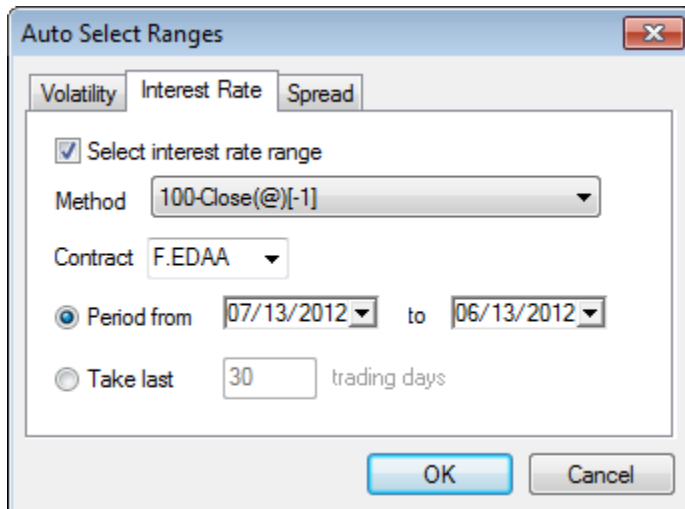 Auto Select Ranges
Volatility Interest Rate Spread
Select interest rate range
Method 100-Close(@)[-1]
Contract F.EDAA
Period from 07/13/2012 to 06/13/2012
Take last 30 trading days
OK Cancel